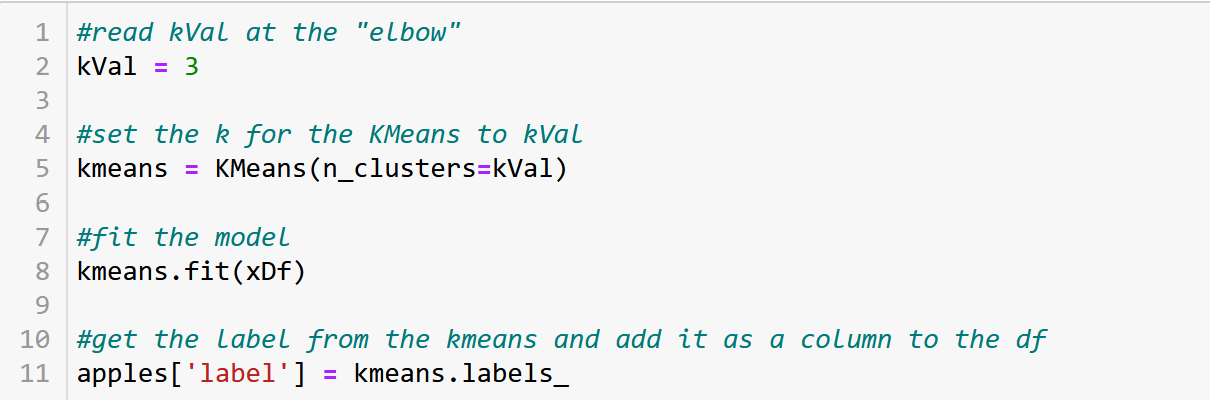 1 #read kVal at the "elbow"
2 kVal = 3
3
4 #set the k for the KMeans to kVal
5 kmeans = KMeans(n_clusters=kVal)
6
7 #fit the model
8 kmeans.fit(xDf)
9
10 #get the label from the kmeans and add it as a column to the df
11 apples['label'] = kmeans.labels_